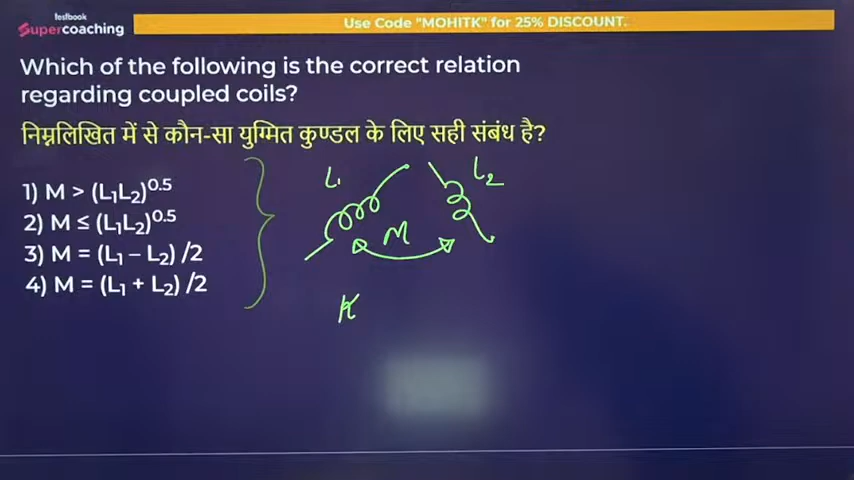 testbook
Supercoaching
Use Code "MOHITK" for 25% DISCOUNT.
Which of the following is the correct relation
regarding coupled coils?
निम्नलिखित में से कौन-सा युग्मित कुण्डल के लिए सही संबंध है?
1) M > (L₁L₂)⁰·⁵
2) M ≤ (L₁L₂)⁰·⁵
3) M = (L₁ – L₂) /2
4) M = (L₁ + L₂) /2
L₁
L₂
M
K